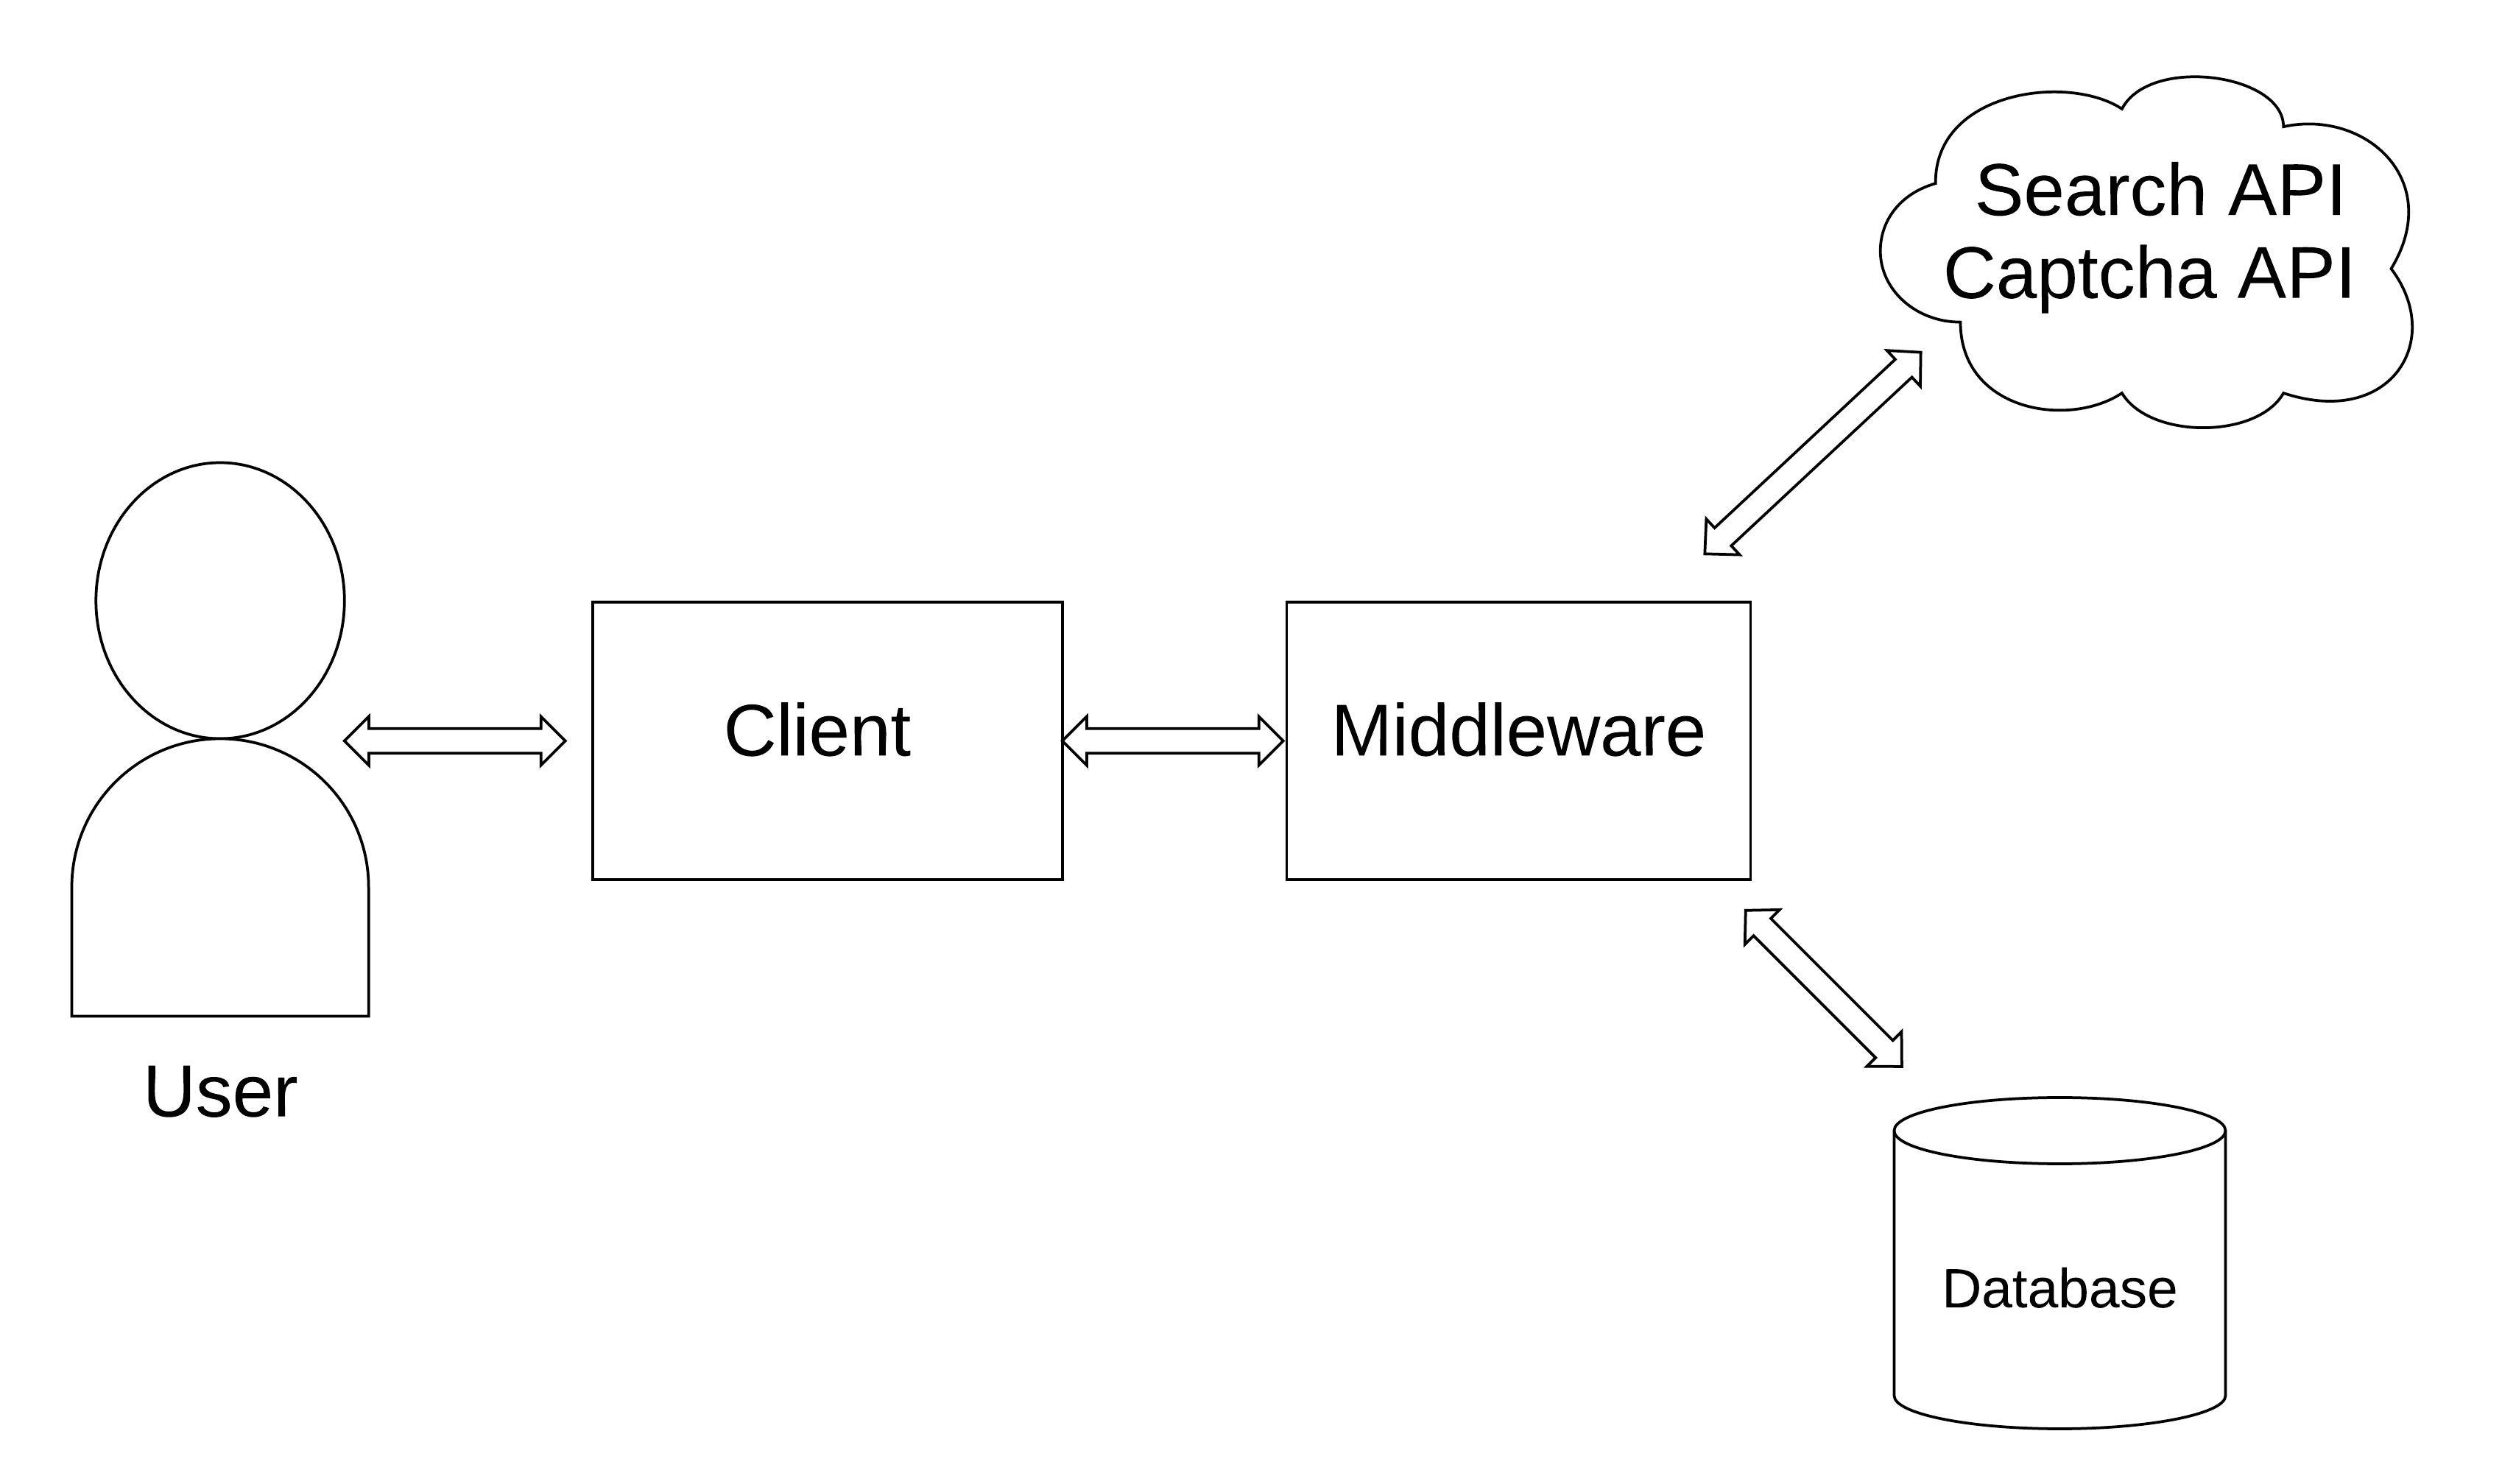 Search API
Captcha API
Client
Middleware
User
Database